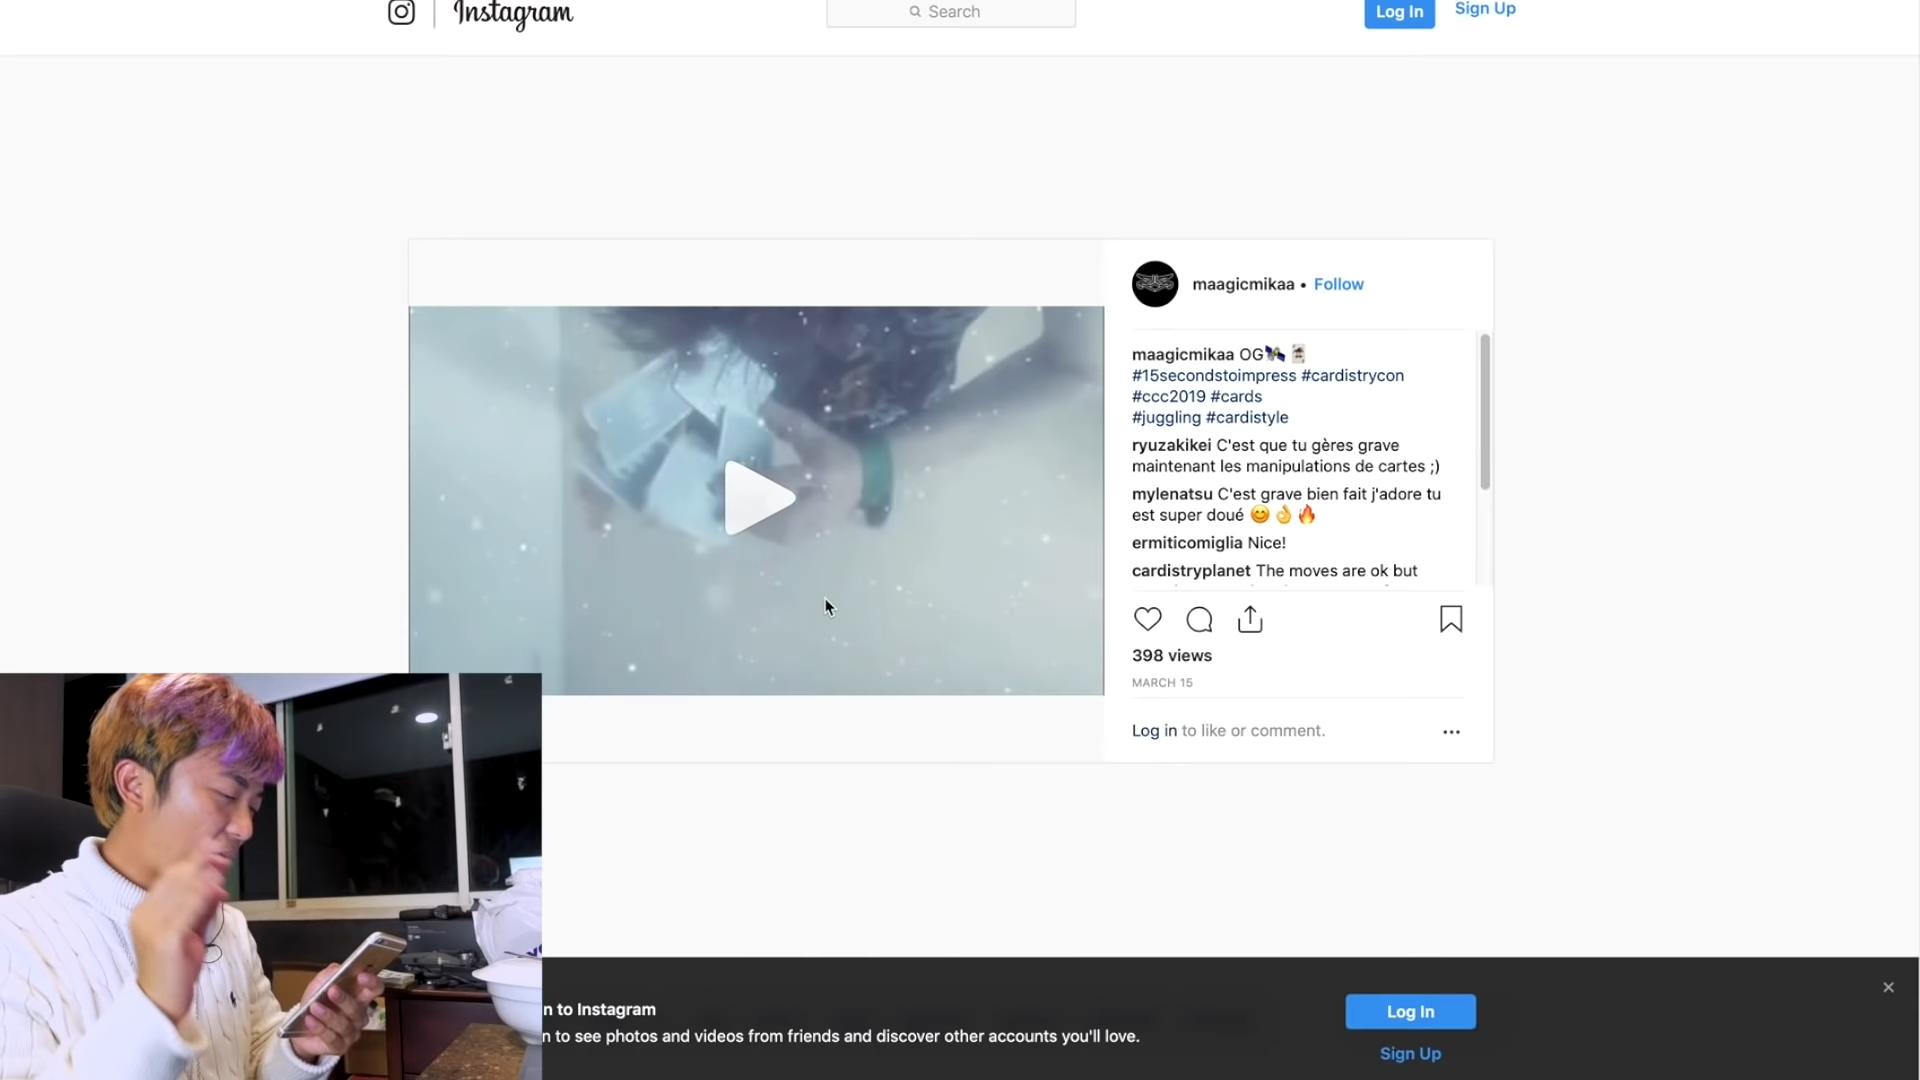 Instagram
Search
Log In
Sign Up
maagicmikaa • Follow
maagicmikaa OG
#15secondstoimpress #cardistrycon
#ccc2019 #cards
#juggling #cardistyle
ryuzakikei C'est que tu gères grave
maintenant les manipulations de cartes ;)
mylenatsu C'est grave bien fait j'adore tu
est super doué 😊👌🔥
ermiticomiglia Nice!
cardistryplanet The moves are ok but
398 views
MARCH 15
Log in to like or comment.
n to Instagram
n to see photos and videos from friends and discover other accounts you'll love.
Log In
Sign Up